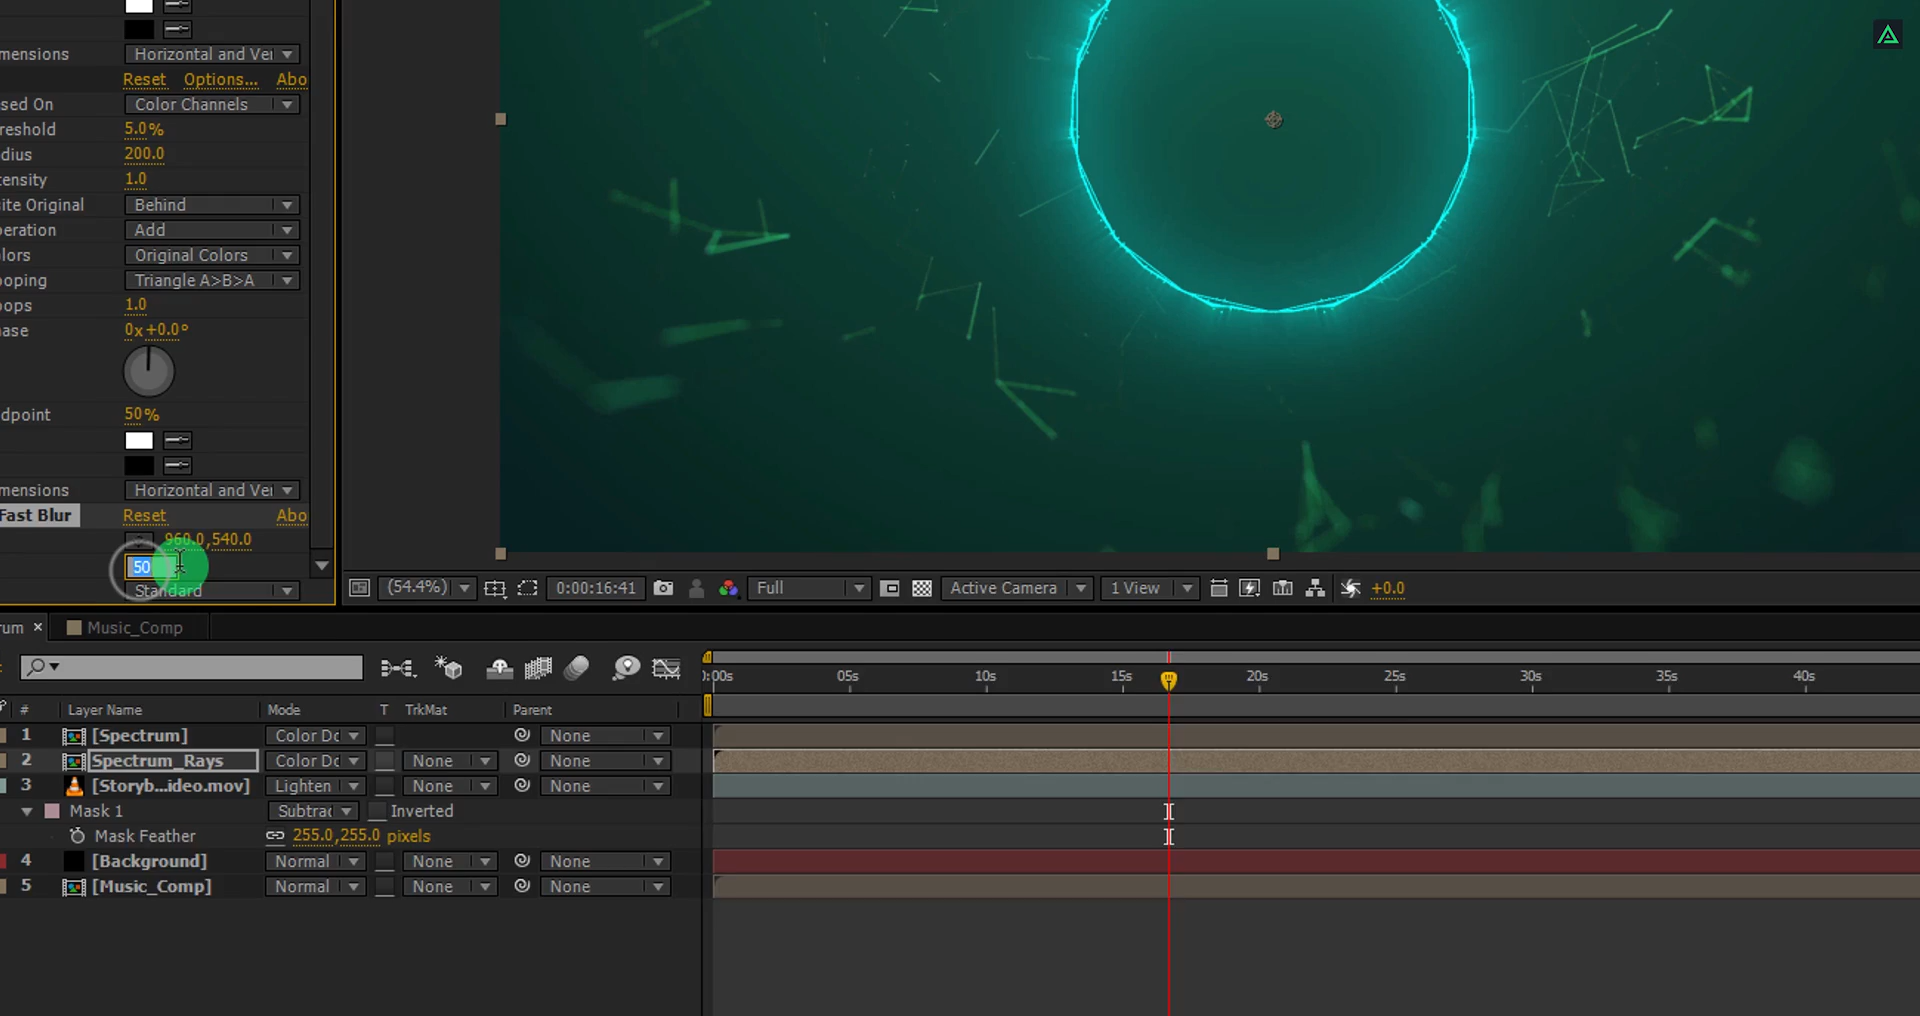 mensions Horizontal and Ver
Reset Options... Abo
sed On Color Channels
reshold 5.0%
dius 200.0
tensity 1.0
ite Original Behind
peration Add
olors Original Colors
oping Triangle A>B>A
ops 1.0
ase 0x+0.0°
dpoint 50%
mensions Horizontal and Ver
Fast Blur Reset Abo
960.0,540.0
50
Standard
(54.4%) 0:00:16:41 Full Active Camera 1 View +0.0
rum × Music_Comp
):00s 05s 10s 15s 20s 25s 30s 35s 40s
# Layer Name Mode T TrkMat Parent
1 [Spectrum] Color Dc None
2 Spectrum_Rays Color Dc None None
3 [Storyb...ideo.mov] Lighten None None
Mask 1 Subtrac Inverted
Mask Feather 255.0,255.0 pixels
4 [Background] Normal None None
5 [Music_Comp] Normal None None